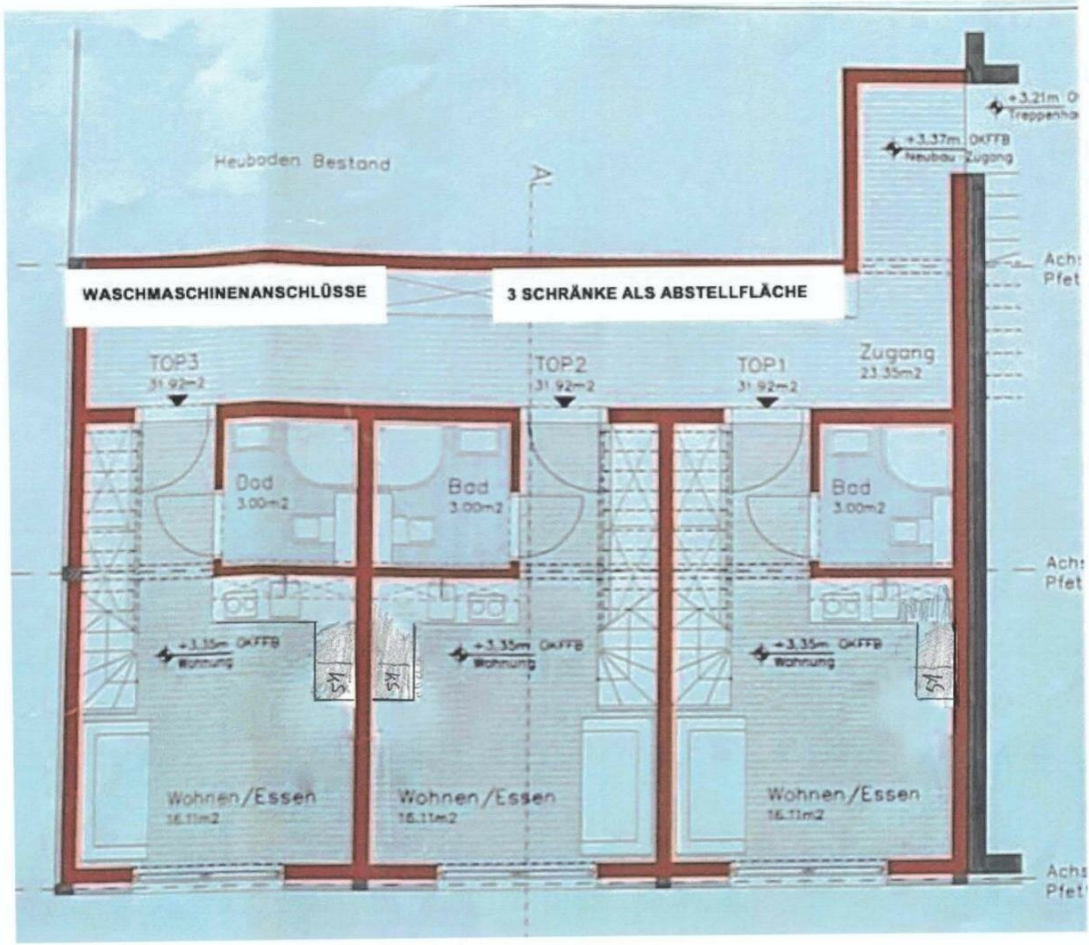 +3.21m
Treppenha
+3.37m OKFFB
Neubau Zugang
Heuboden Bestand
Achs
Pfet
WASCHMASCHINENANSCHLÜSSE
3 SCHRÄNKE ALS ABSTELLFLÄCHE
TOP3
31.92m2
TOP2
31.92m2
TOP1
31.92m2
Zugang
23.35m2
Bad
3.00m2
Bad
3.00m2
Bad
3.00m2
Achs
Pfet
+3.35m OKFFB
Wohnung
+3.35m OKFFB
Wohnung
+3.35m OKFFB
Wohnung
KS
KS
KS
Wohnen/Essen
16.11m2
Wohnen/Essen
16.11m2
Wohnen/Essen
16.11m2
Achs
Pfet